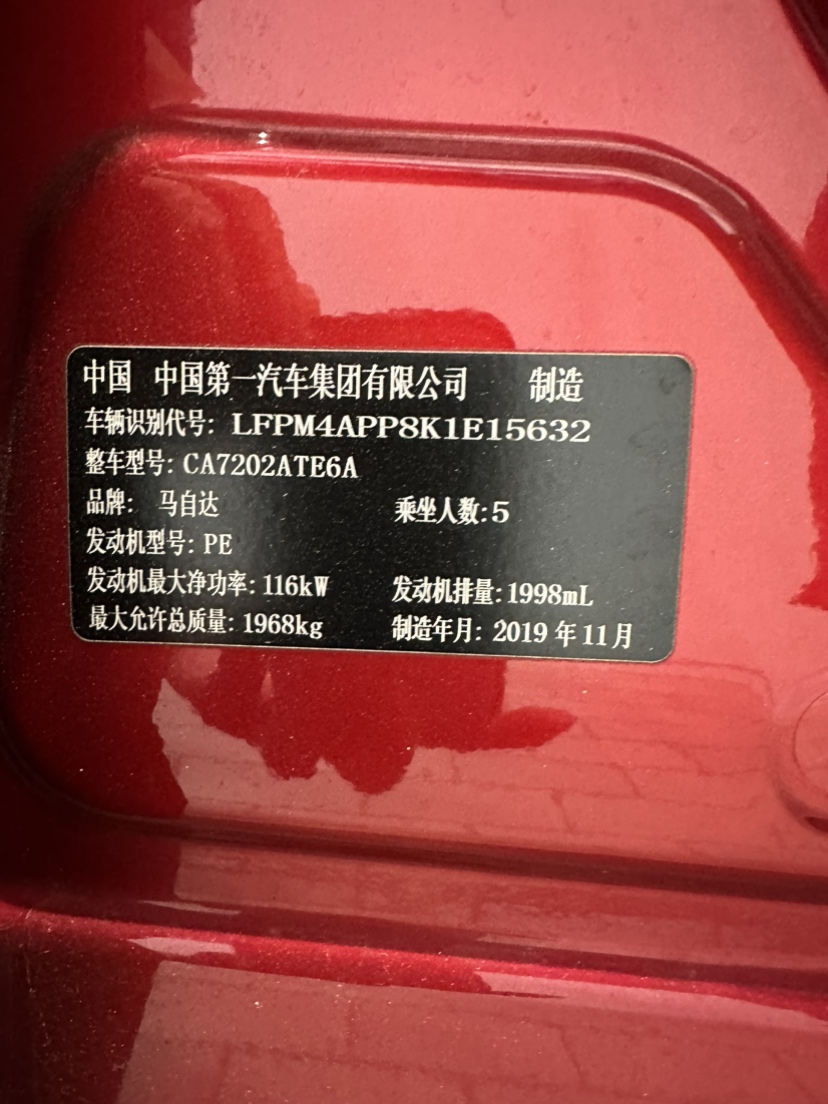 中国 中国第一汽车集团有限公司 制造
车辆识别代号: LFPM4APP8K1E15632
整车型号: CA7202ATE6A
品牌: 马自达 乘坐人数:5
发动机型号: PE
发动机最大净功率: 116kW 发动机排量: 1998mL
最大允许总质量: 1968kg 制造年月: 2019 年 11 月